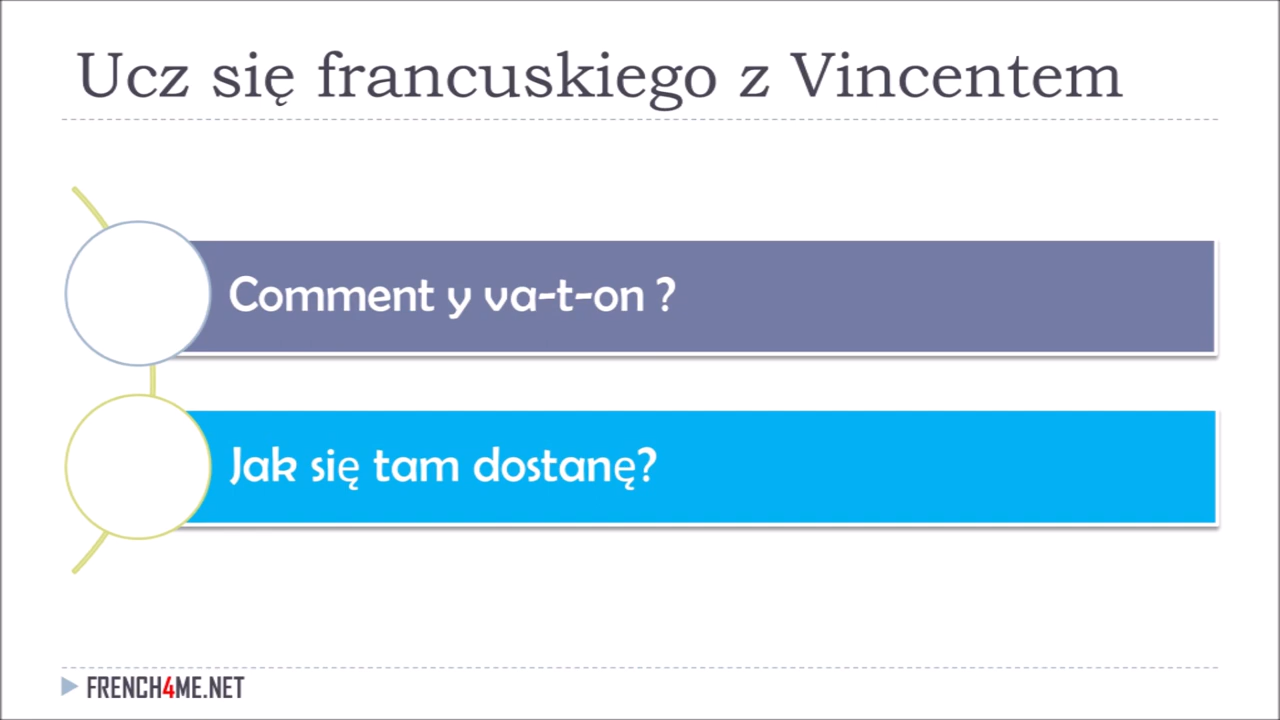 Ucz się francuskiego z Vincentem
Comment y va-t-on ?
Jak się tam dostanę?
FRENCH4ME.NET